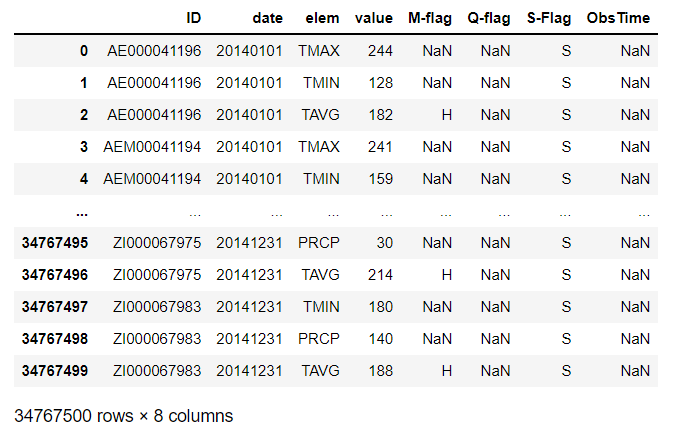 ID date elem value M-flag Q-flag S-Flag ObsTime
0 AE000041196 20140101 TMAX 244 NaN NaN S NaN
1 AE000041196 20140101 TMIN 128 NaN NaN S NaN
2 AE000041196 20140101 TAVG 182 H NaN S NaN
3 AEM00041194 20140101 TMAX 241 NaN NaN S NaN
4 AEM00041194 20140101 TMIN 159 NaN NaN S NaN
... ... ... ... ... ... ... ... ...
34767495 ZI000067975 20141231 PRCP 30 NaN NaN S NaN
34767496 ZI000067975 20141231 TAVG 214 H NaN S NaN
34767497 ZI000067983 20141231 TMIN 180 NaN NaN S NaN
34767498 ZI000067983 20141231 PRCP 140 NaN NaN S NaN
34767499 ZI000067983 20141231 TAVG 188 H NaN S NaN
34767500 rows × 8 columns